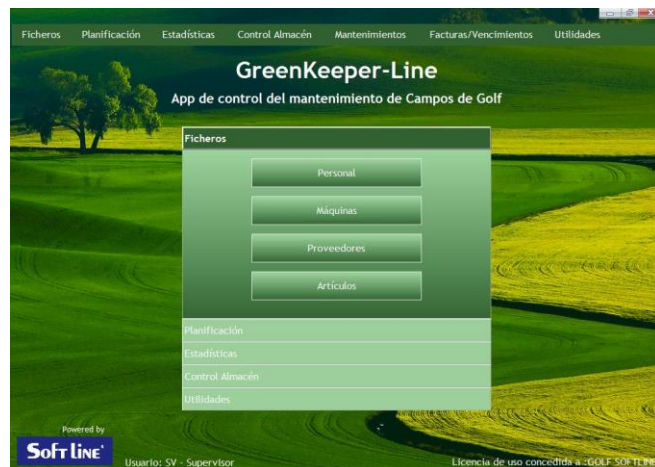 Ficheros Planificación Estadísticas Control Almacén Mantenimientos Facturas/Vencimientos Utilidades
GreenKeeper-Line
App de control del mantenimiento de Campos de Golf
Ficheros
Personal
Máquinas
Proveedores
Artículos
Planificación
Estadísticas
Control Almacén
Utilidades
Powered by
SoftLine
Usuario: SV - Supervisor
Licencia de uso concedida a :GOLF SOFTLINE